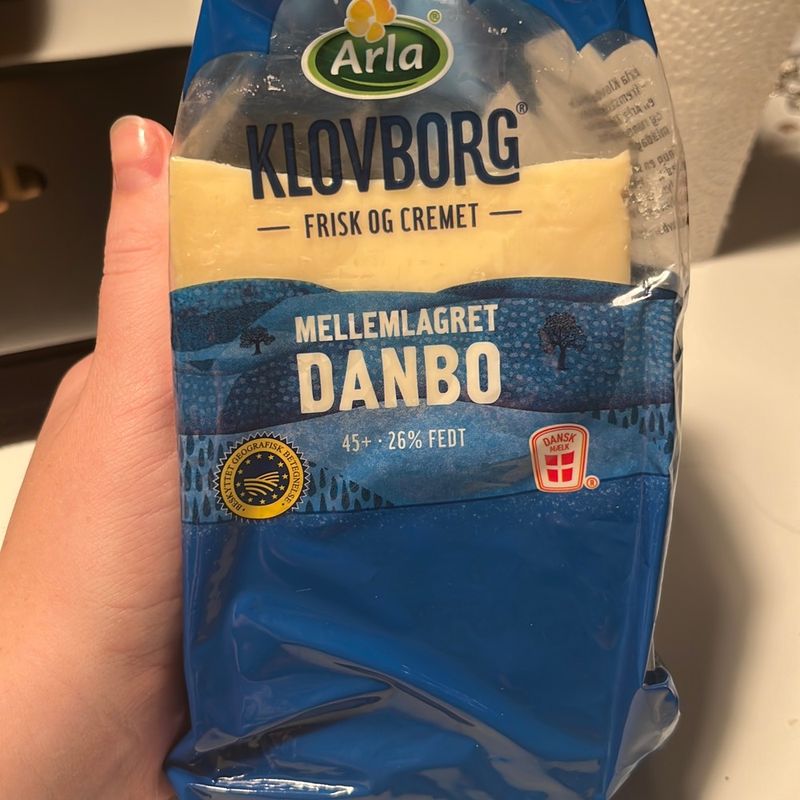 Arla
KLOVBORG
FRISK OG CREMET
MELLEMLAGRET
DANBO
45+ · 26% FEDT
BESKYTTET GEOGRAFISK BETEGNELSE
DANSK
MÆLK